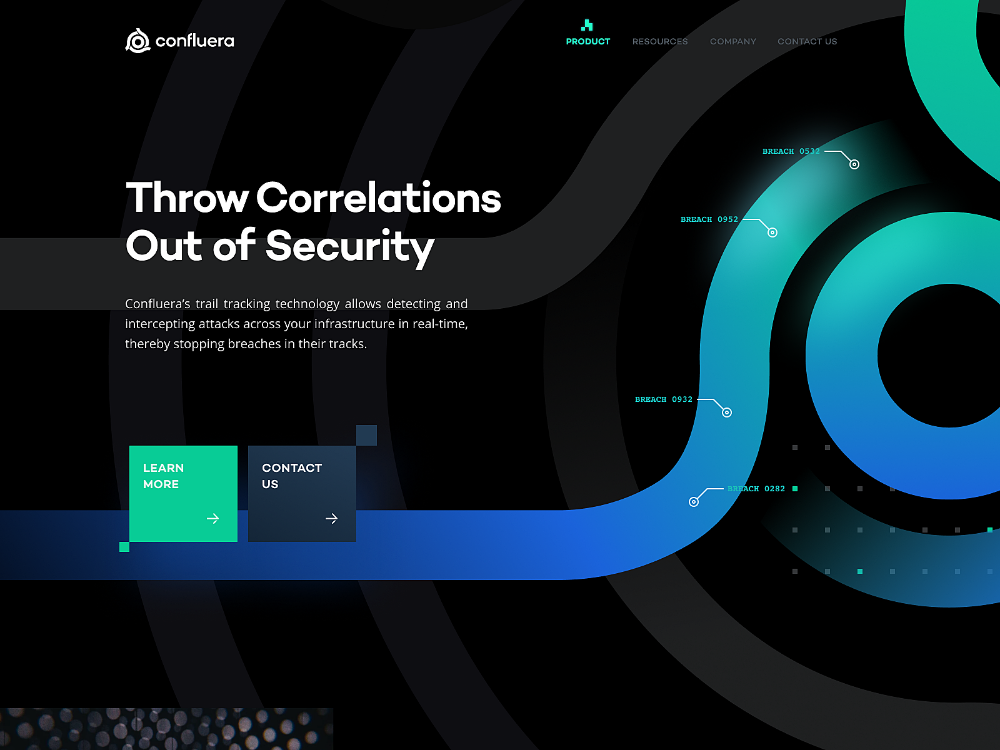 confluera
PRODUCT RESOURCES COMPANY CONTACT US
BREACH 0532
Throw Correlations
Out of Security
BREACH 0952
Confluera’s trail tracking technology allows detecting and
intercepting attacks across your infrastructure in real-time,
thereby stopping breaches in their tracks.
BREACH 0932
LEARN
MORE
CONTACT
US
BREACH 0282